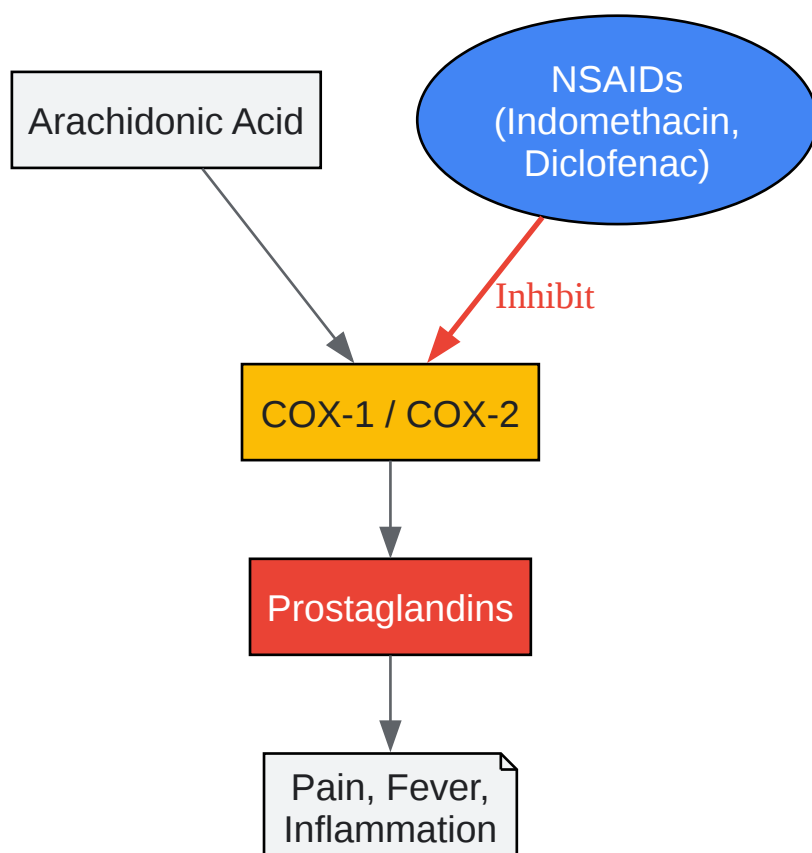 Arachidonic Acid
NSAIDs
(Indomethacin,
Diclofenac)
Inhibit
COX-1 / COX-2
Prostaglandins
Pain, Fever,
Inflammation